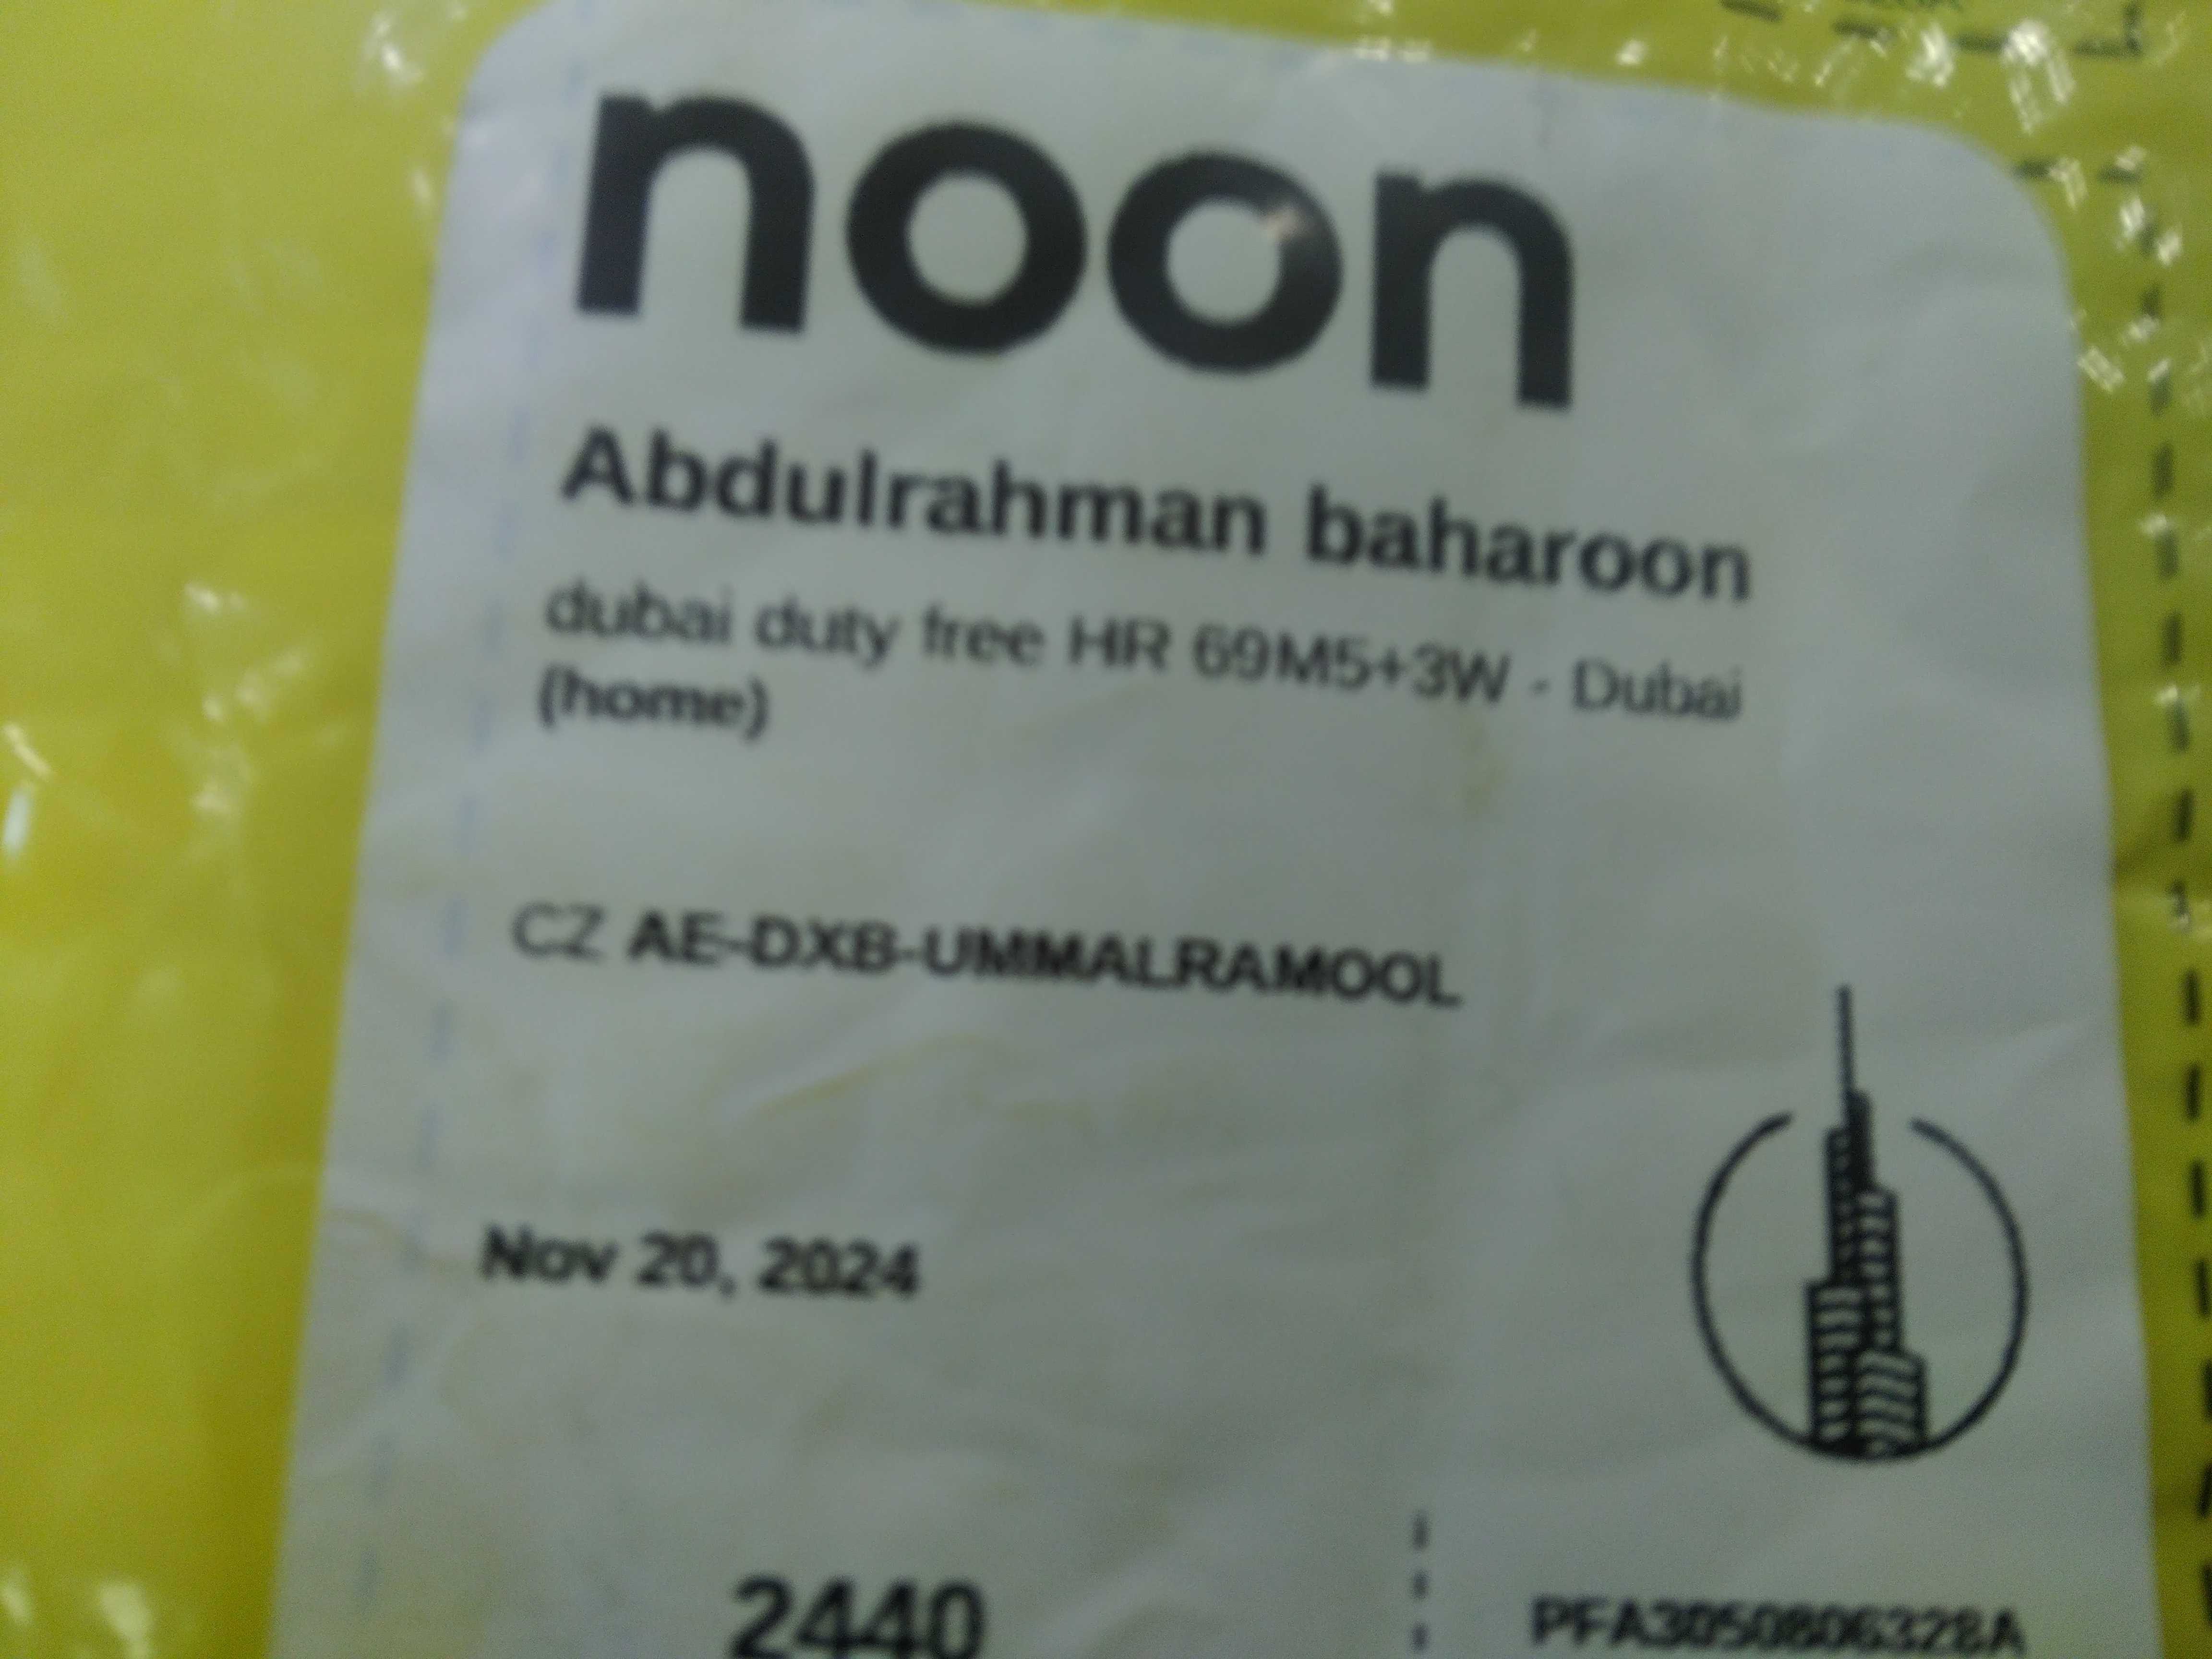 noon
Abdulrahman baharoon
dubai duty free HR 69M5+3W - Dubai
(home)
CZ AE-DXB-UMMALRAMOOL
Nov 20, 2024
2440
PFA3050806328A